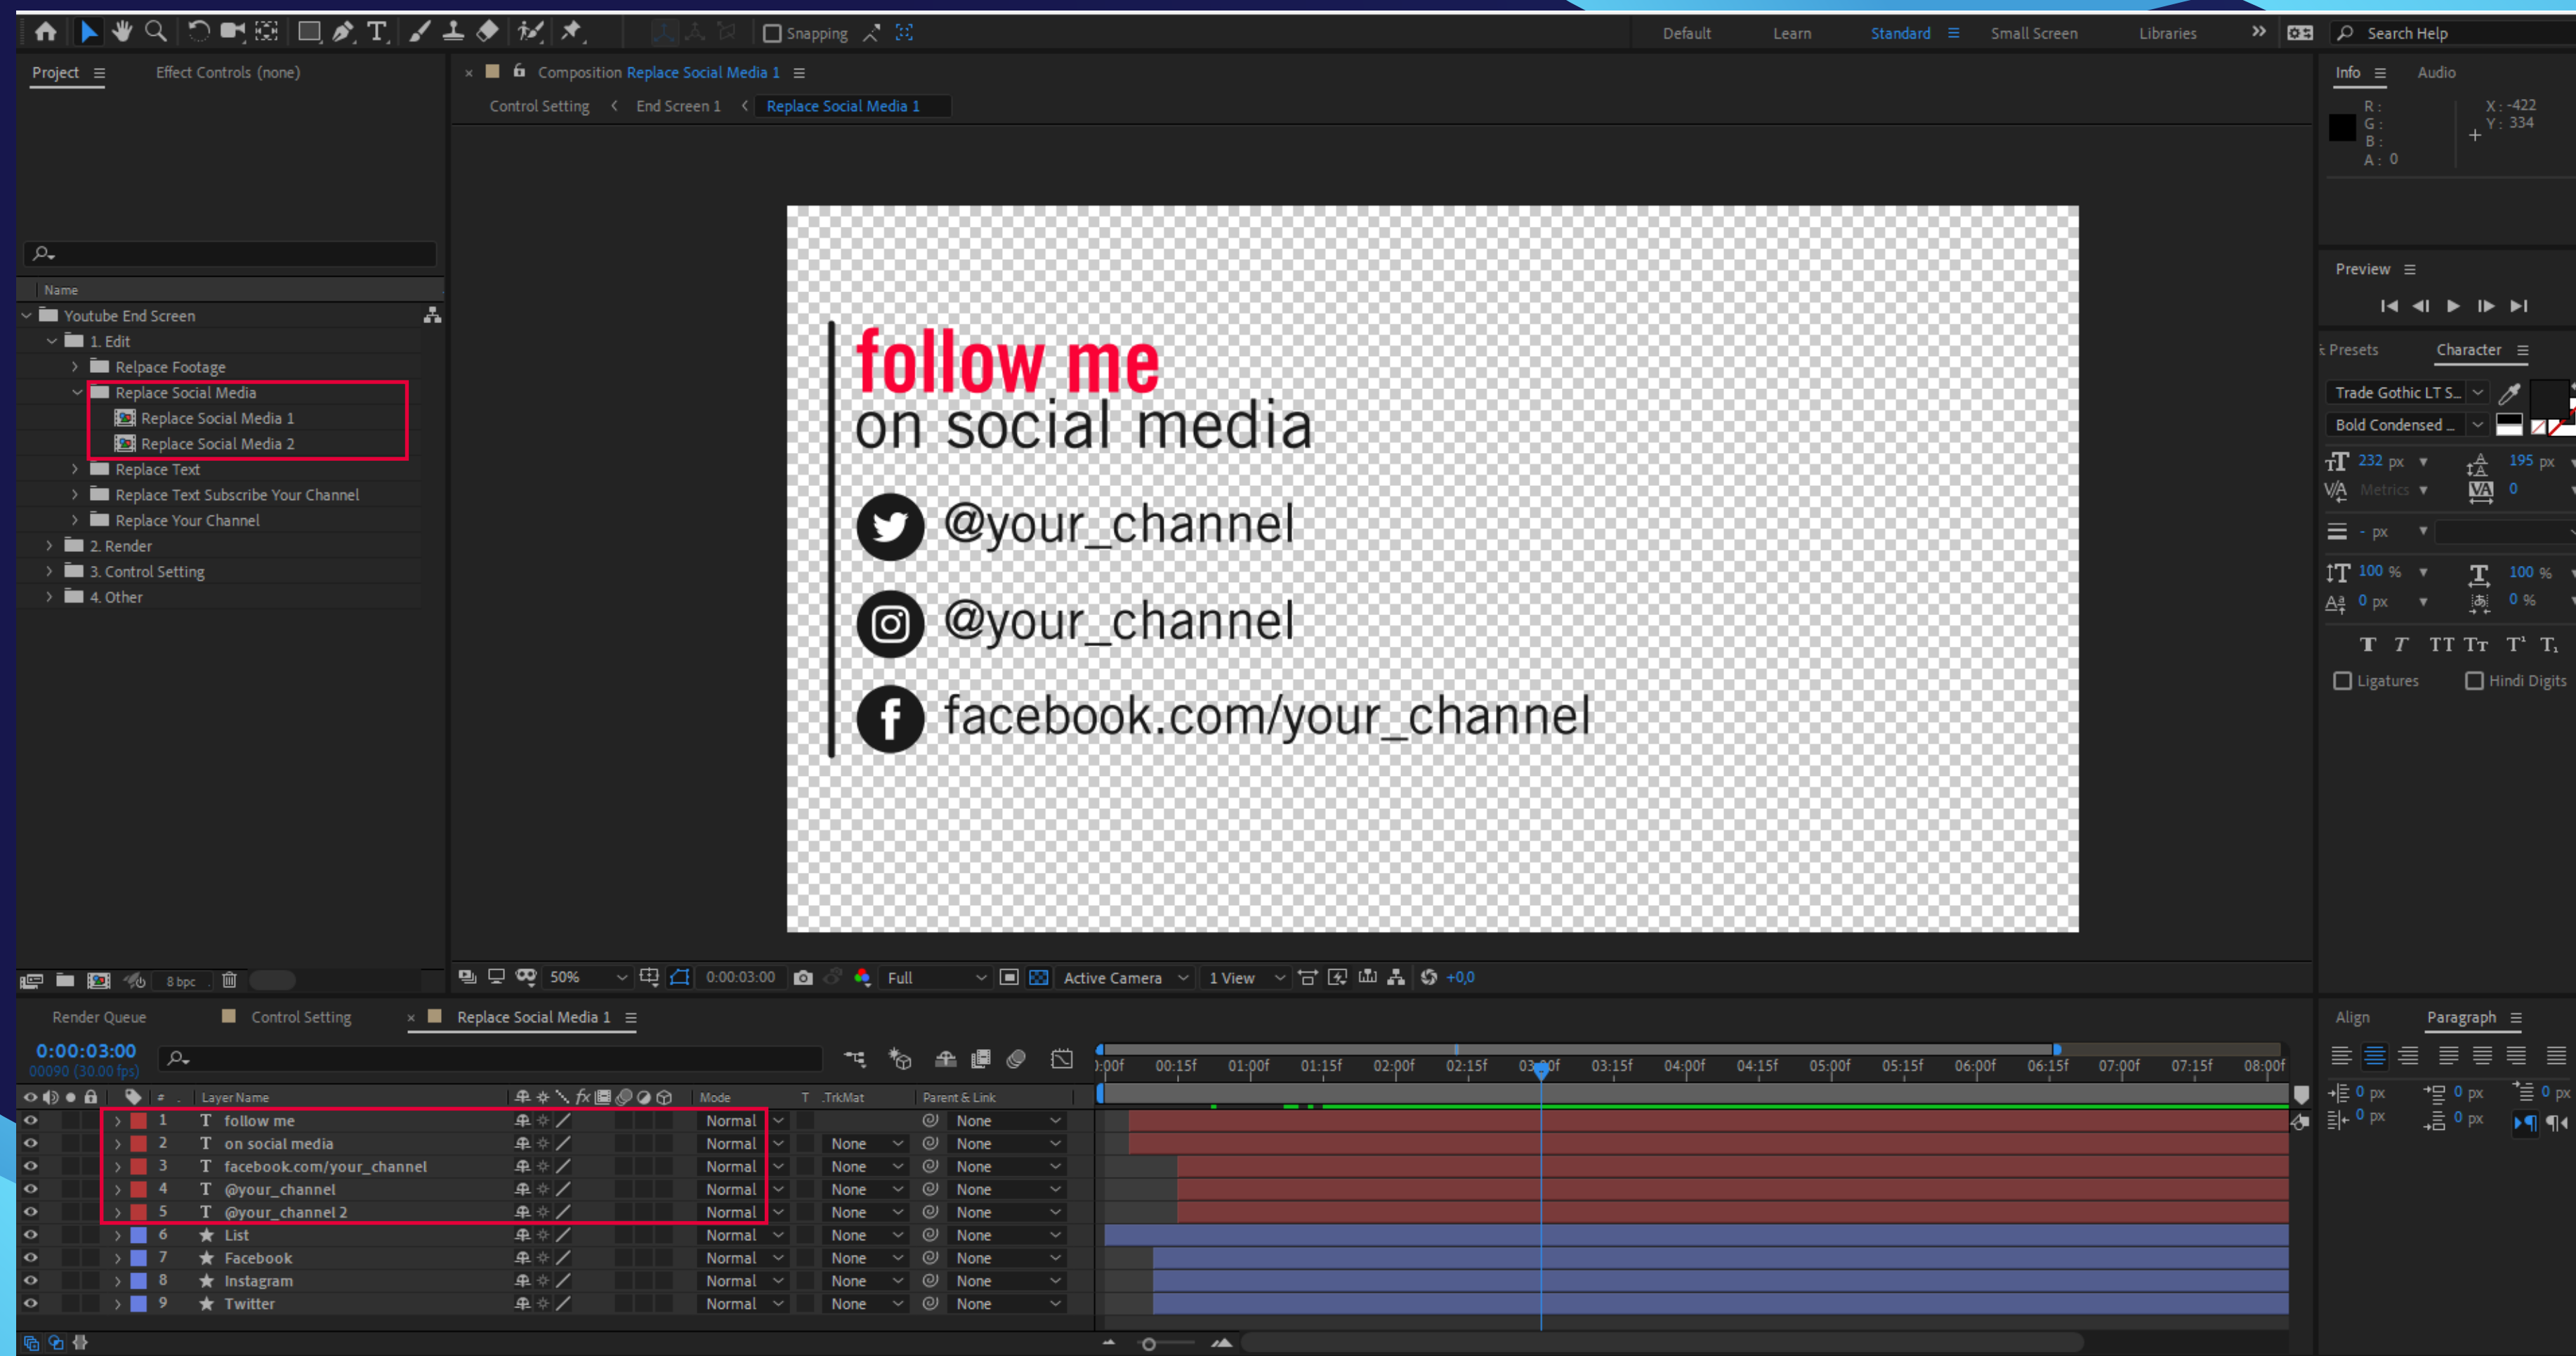 Snapping
Default Learn Standard Small Screen Libraries Search Help
Project Effect Controls (none)
Composition Replace Social Media 1
Control Setting End Screen 1 Replace Social Media 1
Name
Youtube End Screen
1. Edit
Relpace Footage
Replace Social Media
Replace Social Media 1
Replace Social Media 2
Replace Text
Replace Text Subscribe Your Channel
Replace Your Channel
2. Render
3. Control Setting
4. Other
8 bpc
follow me
on social media
@your_channel
@your_channel
facebook.com/your_channel
50% 0:00:03:00 Full Active Camera 1 View +0,0
Info Audio
R : X : -422
G : Y : 334
B :
A : 0
Preview
Presets Character
Trade Gothic LT S...
Bold Condensed ...
232 px 195 px
Metrics 0
- px
100 % 100 %
0 px 0 %
T T TT Tт T¹ T₁
Ligatures Hindi Digits
Render Queue Control Setting Replace Social Media 1
0:00:03:00
00090 (30.00 fps)
):00f 00:15f 01:00f 01:15f 02:00f 02:15f 03:00f 03:15f 04:00f 04:15f 05:00f 05:15f 06:00f 06:15f 07:00f 07:15f 08:00f
# . Layer Name Mode T .TrkMat Parent & Link
1 T follow me Normal None
2 T on social media Normal None None
3 T facebook.com/your_channel Normal None None
4 T @your_channel Normal None None
5 T @your_channel 2 Normal None None
6 List Normal None None
7 Facebook Normal None None
8 Instagram Normal None None
9 Twitter Normal None None
Align Paragraph
0 px 0 px 0 px
0 px 0 px